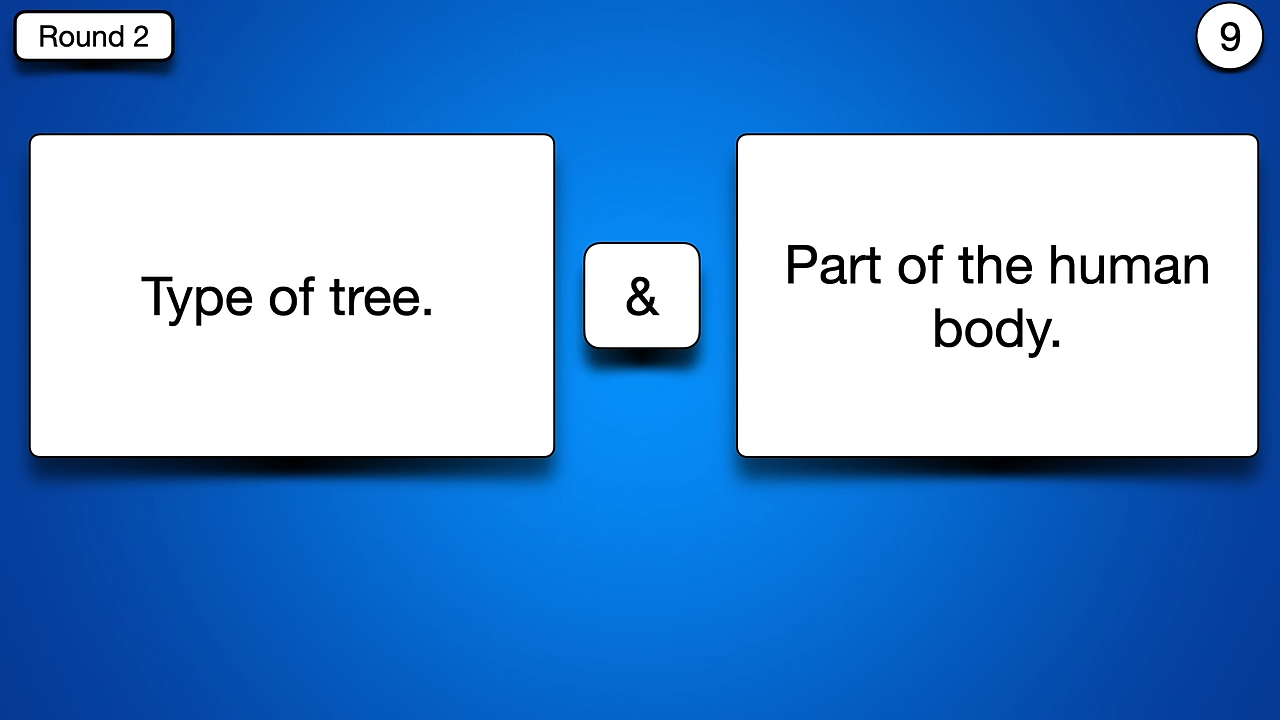 Round 2
9
Type of tree.
&
Part of the human
body.